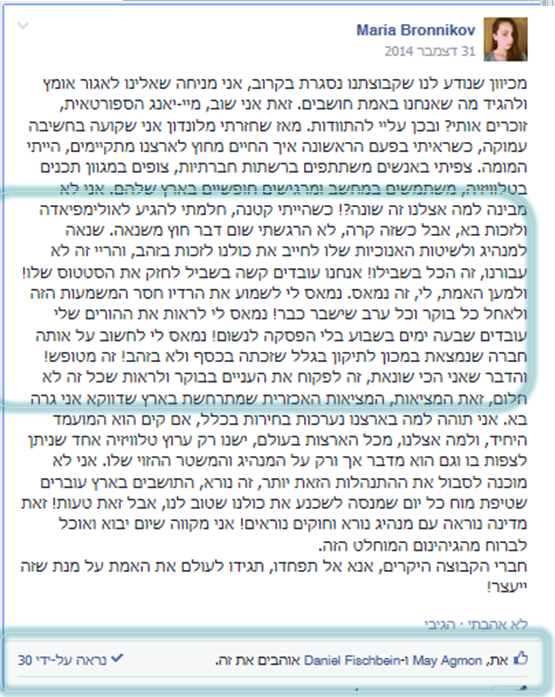 Maria Bronnikov
31 דצמבר 2014
מכיוון שנודע לנו שקבוצתנו נסגרת בקרוב, אני מניחה שאלינו לאגור אומץ
ולהגיד מה שאנחנו באמת חושבים. זאת אני שוב, מיי-יאנג הספורטאית,
זוכרים אותי? ובכן עליי להתוודות. מאז שחזרתי מלונדון אני שקועה בחשיבה
עמוקה, כשראיתי בפעם הראשונה איך החיים מחוץ לארצנו מתקיימים, הייתי
המומה. צפיתי באנשים משתתפים ברשתות חברתיות, צופים במגוון תכנים
בטלוויזיה, משתמשים במחשב ומרגישים חופשיים בארץ שלהם. אני לא
מבינה למה אצלנו זה שונה?! כשהייתי קטנה, חלמתי להגיע לאולימפיאדה
ולזכות בא, אבל כשזה קרה, לא הרגשתי שום דבר חוץ משנאה. שנאה
למנהיג ולשיטות האנוכיות שלו לחייב את כולנו לזכות בזהב, והריי זה לא
עבורנו, זה הכל בשבילו! אנחנו עובדים קשה בשביל לחזק את הסטטוס שלו!
ולמען האמת, לי, זה נמאס. נמאס לי לשמוע את הרדיו חסר המשמעות הזה
ולאחל כל בוקר וכל ערב שישבר כבר! נמאס לי לראות את ההורים שלי
עובדים שבעה ימים בשבוע בלי הפסקה לנשום! נמאס לי לחשוב על אותה
חברה שנמצאת במכון לתיקון בגלל שזכתה בכסף ולא בזהב! זה מטופש!
והדבר שאני הכי שונאת, זה לפקוח את העניים בבוקר ולראות שכל זה לא
חלום, זאת המציאות, המציאות האכזרית שמתרחשת בארץ שדווקא אני גרה
בא. אני תוהה למה בארצנו נערכות בחירות בכלל, אם קים הוא המועמד
היחיד, ולמה אצלנו, מכל הארצות בעולם, ישנו רק ערוץ טלוויזיה אחד שניתן
לצפות בו וגם הוא מדבר אך ורק על המנהיג והמשטר ההזוי שלו. אני לא
מוכנה לסבול את ההתנהלות הזאת יותר, זה נורא, התושבים בארץ עוברים
שטיפת מוח כל יום שמנסה לשכנע את כולנו שטוב לנו, אבל זאת טעות! זאת
מדינה נוראה עם מנהיג נורא וחוקים נוראים! אני מקווה שיום יבוא ואוכל
לברוח מהגיהינום המוחלט הזה.
חברי הקבוצה היקרים, אנא אל תפחדו, תגידו לעולם את האמת על מנת שזה
ייעצר!
לא אהבתי · הגיבי
את, May Agmon ו-Daniel Fischbein אוהבים את זה. נראה על-ידי 30